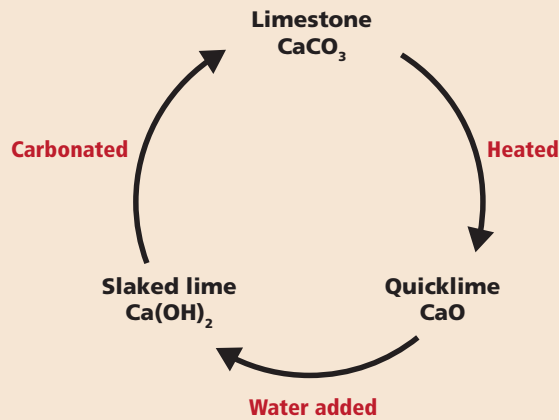 Limestone
CaCO₃
Carbonated
Heated
Slaked lime
Ca(OH)₂
Quicklime
CaO
Water added